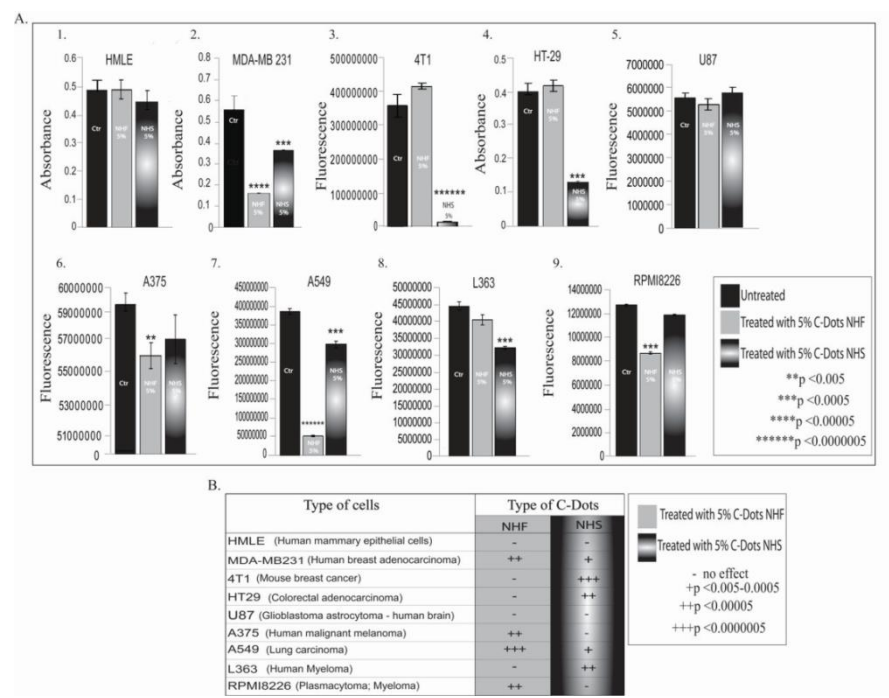 A.
1.
HMLE
Absorbance
0.6
0.5
0.4
0.3
0.2
0.1
0
Ctr
NHF
5%
NHS
5%
2.
MDA-MB 231
Absorbance
0.8
0.7
0.6
0.5
0.4
0.3
0.2
0.1
0
Ctr
****
NHF
5%
***
NHS
5%
3.
4T1
Fluorescence
500000000
400000000
300000000
200000000
100000000
0
Ctr
NHF
5%
******
NHS
5%
4.
HT-29
Absorbance
0.4
0.3
0.2
0.1
0
Ctr
NHF
5%
***
NHS
5%
5.
U87
Fluorescence
7000000
6000000
5000000
4000000
3000000
2000000
1000000
0
Ctr
NHF
5%
NHS
5%
6.
A375
Fluorescence
60000000
59000000
57000000
55000000
53000000
51000000
0
Ctr
**
NHF
5%
NHS
5%
7.
A549
Fluorescence
450000000
400000000
350000000
300000000
250000000
200000000
150000000
100000000
50000000
0
Ctr
******
NHF
5%
***
NHS
5%
8.
L363
Fluorescence
50000000
45000000
40000000
35000000
30000000
25000000
20000000
15000000
10000000
5000000
0
Ctr
NHF
5%
***
NHS
5%
9.
RPMI8226
Fluorescence
14000000
12000000
10000000
8000000
6000000
4000000
2000000
0
Ctr
***
NHF
5%
NHS
5%
Untreated
Treated with 5% C-Dots NHF
Treated with 5% C-Dots NHS
**p <0.005
***p <0.0005
****p <0.00005
******p <0.0000005
B.
Type of cells Type of C-Dots
NHF NHS
HMLE (Human mammary epithelial cells) - -
MDA-MB231 (Human breast adenocarcinoma) ++ +
4T1 (Mouse breast cancer) - +++
HT29 (Colorectal adenocarcinoma) - ++
U87 (Glioblastoma astrocytoma - human brain) - -
A375 (Human malignant melanoma) ++ -
A549 (Lung carcinoma) +++ +
L363 (Human Myeloma) - ++
RPMI8226 (Plasmacytoma; Myeloma) ++ -
Treated with 5% C-Dots NHF
Treated with 5% C-Dots NHS
- no effect
+p <0.005-0.0005
++p <0.00005
+++p <0.0000005